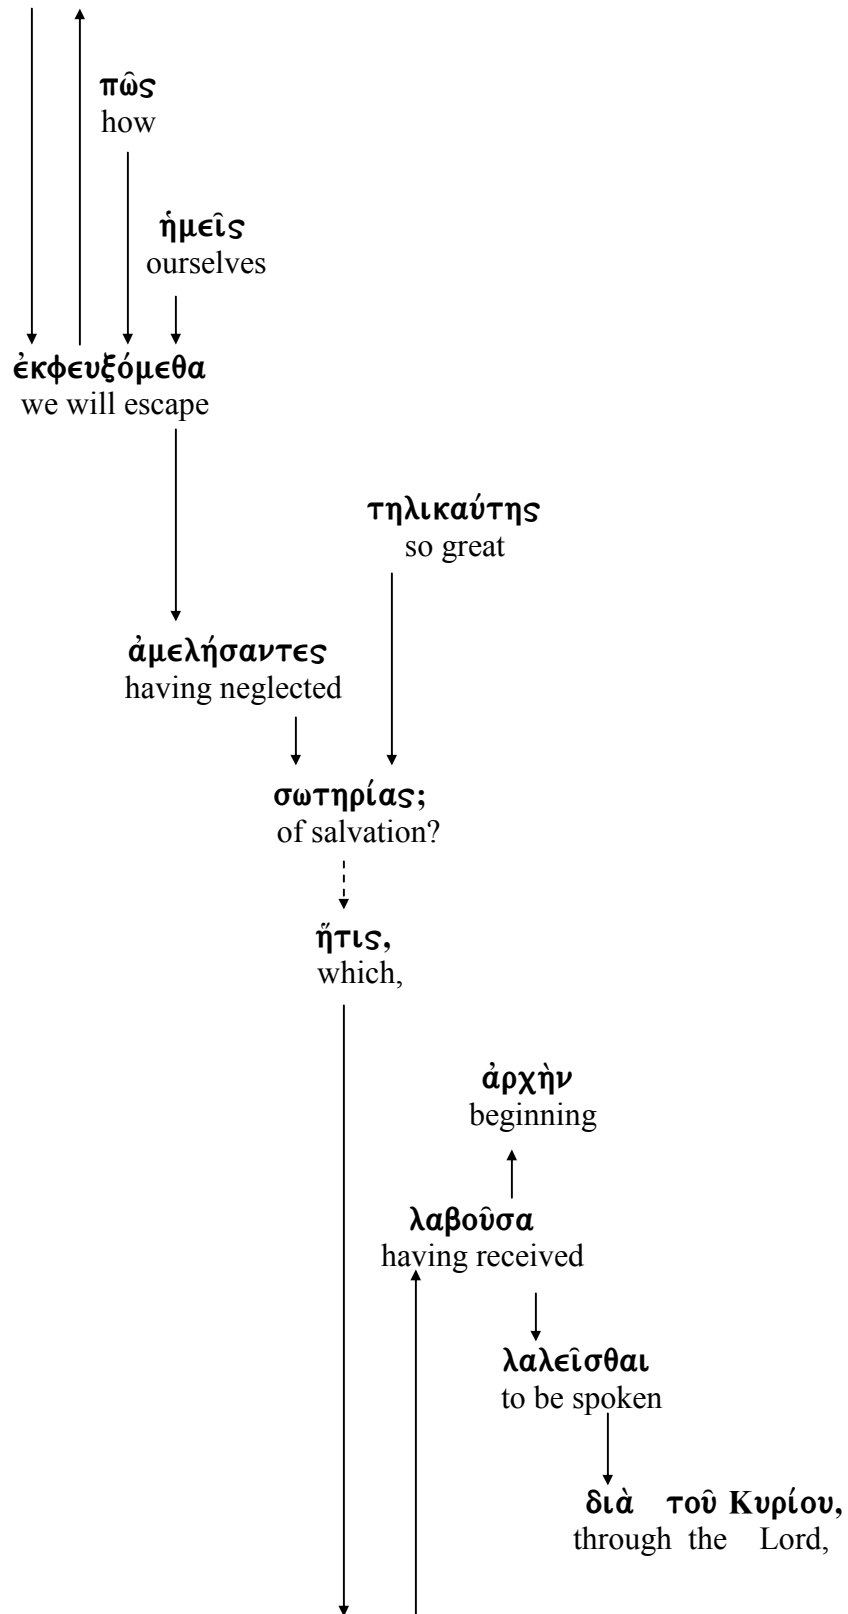 πῶς
how
ἡμεῖς
ourselves
ἐκφευξόμεθα
we will escape
τηλικαύτης
so great
ἀμελήσαντες
having neglected
σωτηρίας;
of salvation?
ἥτις,
which,
ἀρχὴν
beginning
λαβοῦσα
having received
λαλεῖσθαι
to be spoken
διὰ τοῦ Κυρίου,
through the Lord,